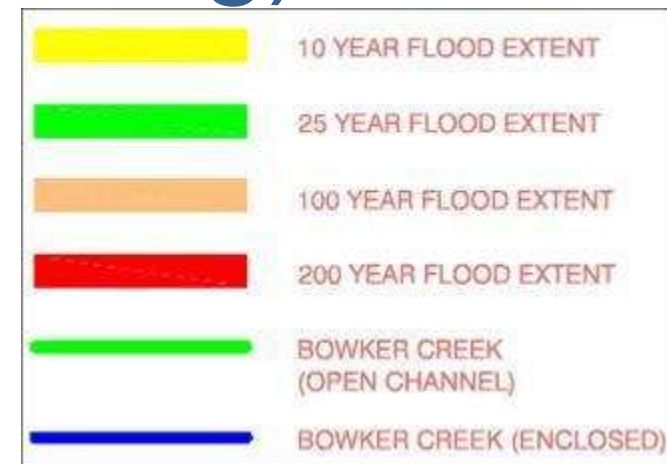 10 YEAR FLOOD EXTENT
25 YEAR FLOOD EXTENT
100 YEAR FLOOD EXTENT
200 YEAR FLOOD EXTENT
BOWKER CREEK
(OPEN CHANNEL)
BOWKER CREEK (ENCLOSED)